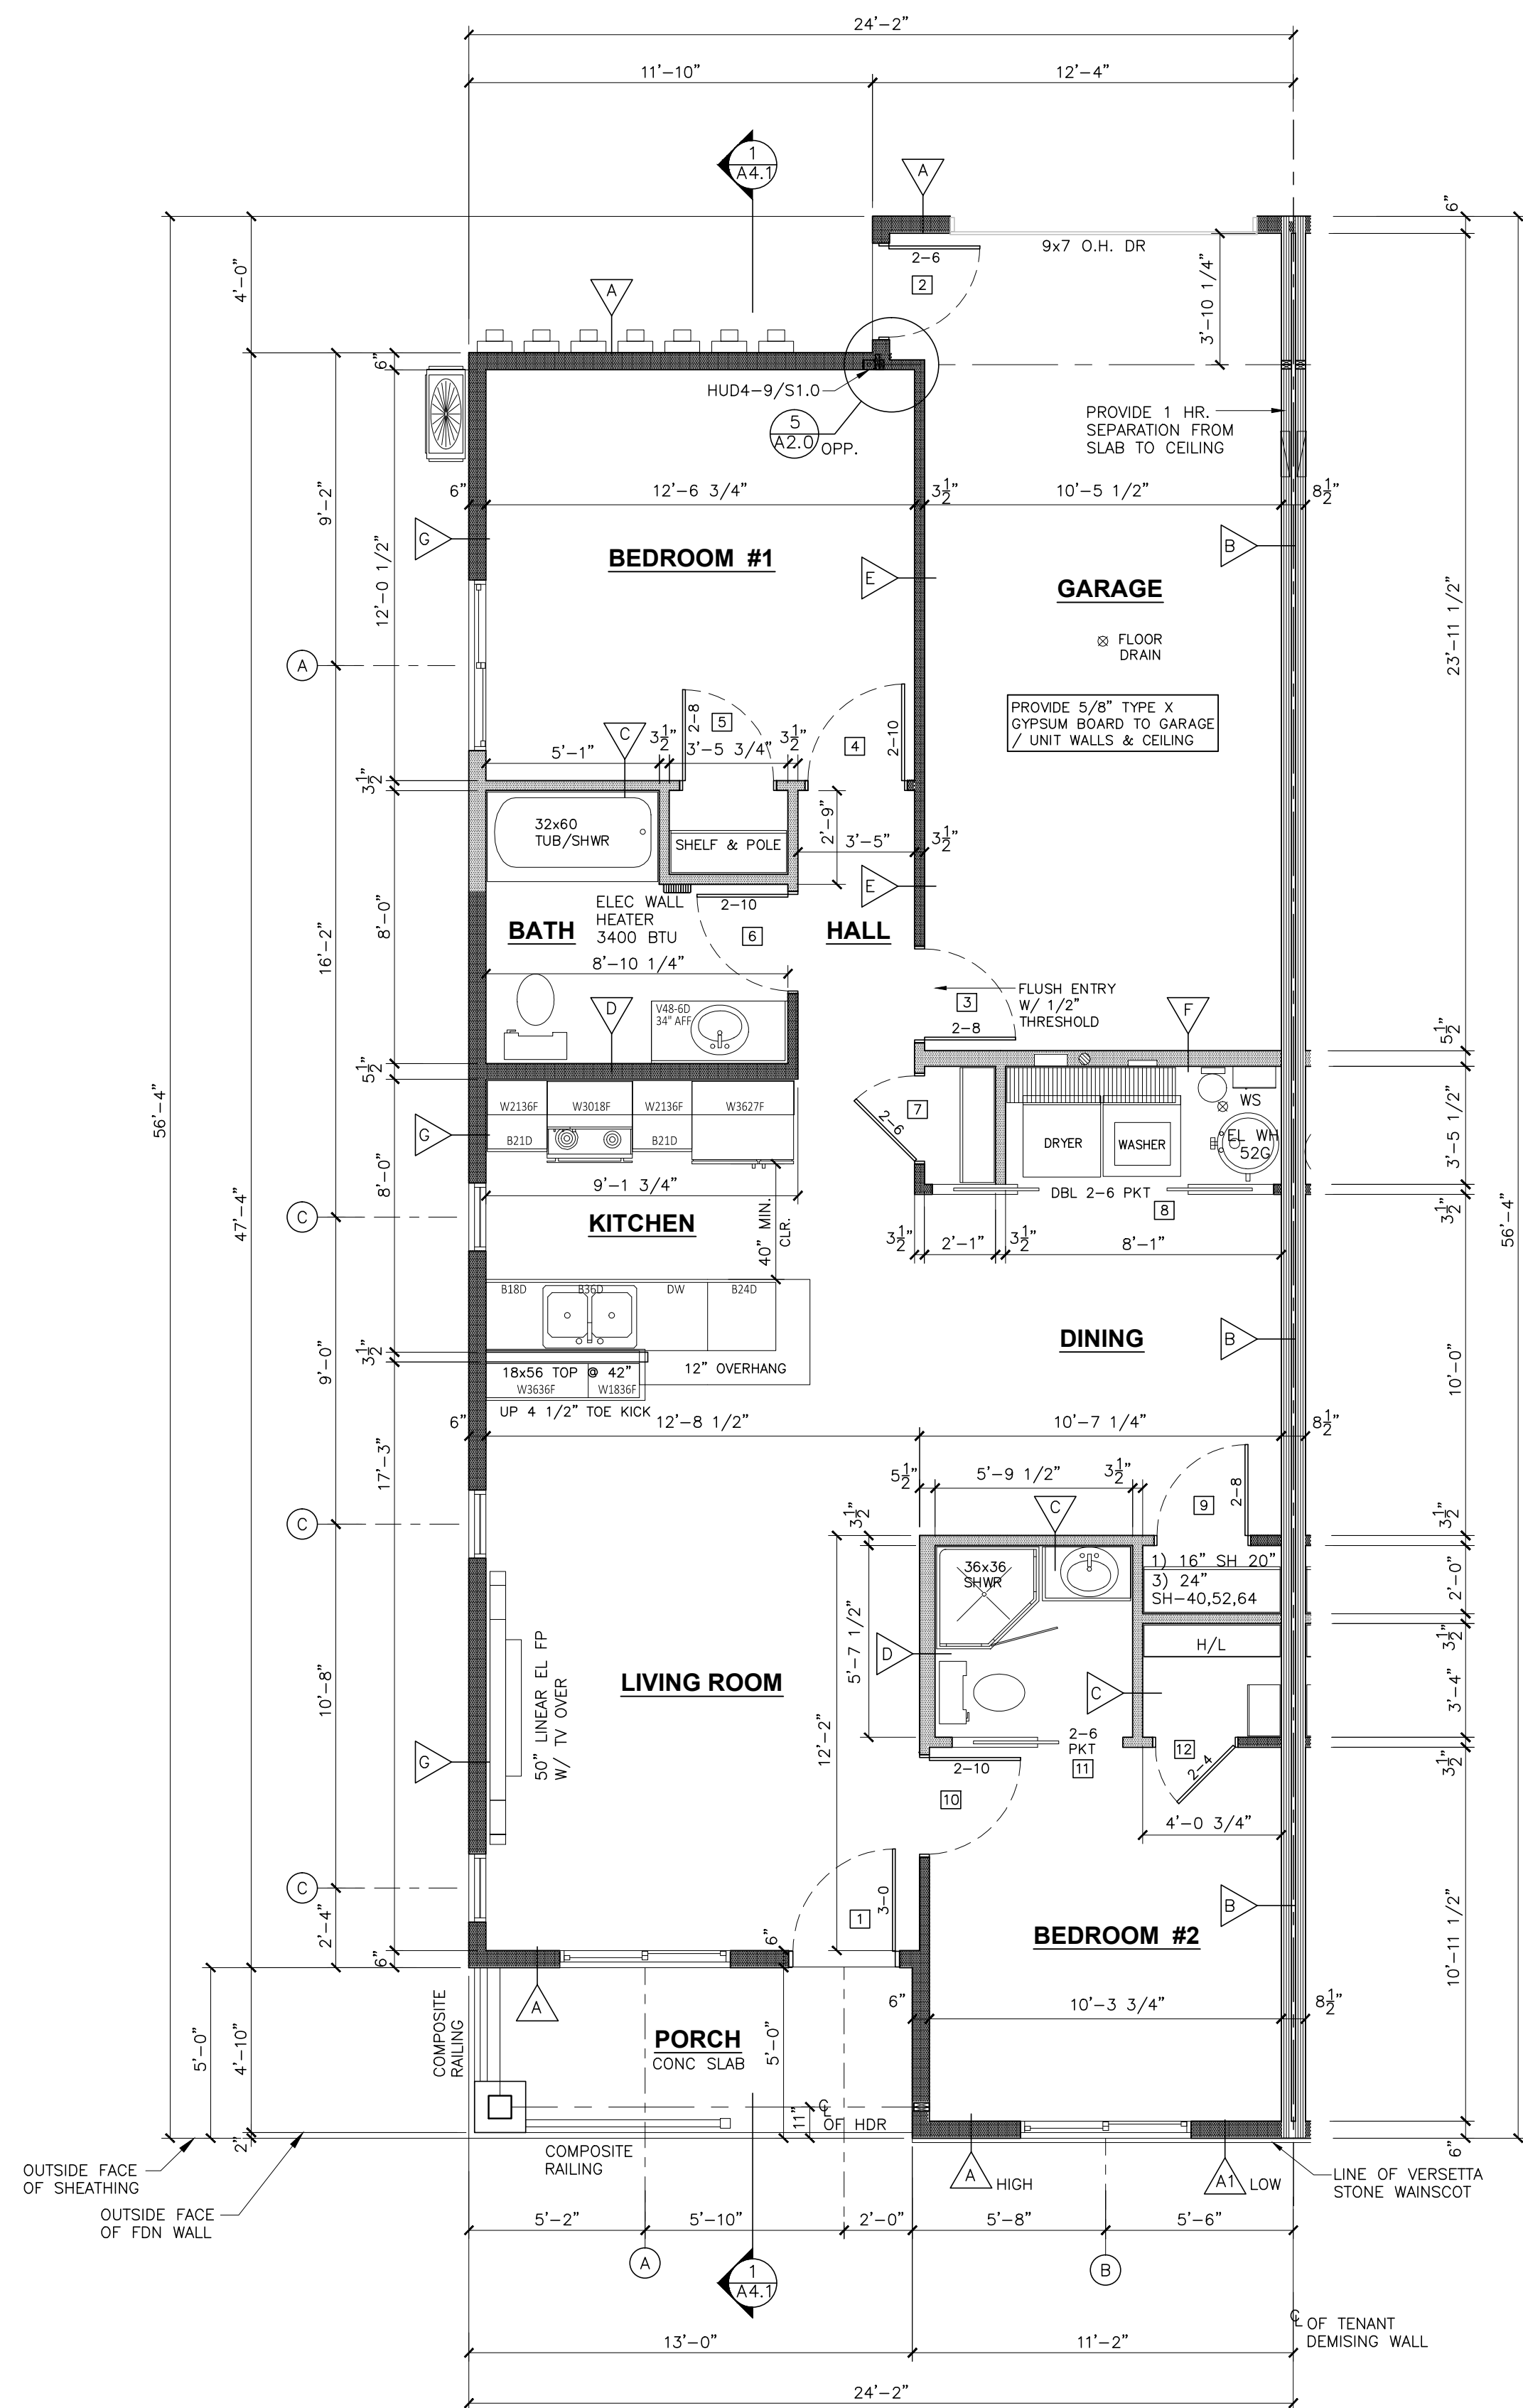 24'-2"
11'-10"
12'-4"
1
A4.1
A
6"
9x7 O.H. DR
2-6
2
3'-10 1/4"
4'-0"
A
6"
HUD4-9/S1.0
5
A2.0
OPP.
PROVIDE 1 HR.
SEPARATION FROM
SLAB TO CEILING
6"
12'-6 3/4"
3 1/2"
10'-5 1/2"
8 1/2"
9'-2"
12'-0 1/2"
G
B
BEDROOM #1
E
GARAGE
23'-11 1/2"
FLOOR
DRAIN
A
PROVIDE 5/8" TYPE X
GYPSUM BOARD TO GARAGE
/ UNIT WALLS & CEILING
2-8
5
4
2-10
C
5'-1"
3 1/2"
3'-5 3/4"
3 1/2"
3 1/2"
32x60
TUB/SHWR
SHELF & POLE
2'-9"
3'-5"
3 1/2"
E
ELEC WALL
HEATER
3400 BTU
2-10
6
BATH
HALL
8'-0"
16'-2"
8'-10 1/4"
V48-6D
34" AFF
D
FLUSH ENTRY
W/ 1/2"
THRESHOLD
3
2-8
F
5 1/2"
5 1/2"
W2136F
W3018F
W2136F
W3627F
B21D
B21D
7
2-6
DRYER
WASHER
WS
EL WH
52G
3'-5 1/2"
56'-4"
47'-4"
G
8'-0"
9'-1 3/4"
DBL 2-6 PKT
8
3 1/2"
56'-4"
C
KITCHEN
40" MIN.
CLR.
3 1/2"
2'-1"
3 1/2"
8'-1"
B18D
B36D
DW
B24D
DINING
B
10'-0"
3 1/2"
9'-0"
18x56 TOP @ 42"
W3636F
W1836F
12" OVERHANG
UP 4 1/2" TOE KICK
6"
12'-8 1/2"
10'-7 1/4"
8 1/2"
17'-3"
5 1/2"
5'-9 1/2"
3 1/2"
2-8
9
C
C
3 1/2"
3 1/2"
36x36
SHWR
1) 16" SH 20"
3) 24"
SH-40,52,64
2'-0"
5'-7 1/2"
3 1/2"
H/L
D
50" LINEAR EL FP
W/ TV OVER
LIVING ROOM
C
3'-4"
10'-8"
12'-2"
2-6
PKT
11
12
2-4
3 1/2"
G
2-10
10
4'-0 3/4"
C
2'-4"
3-0
1
B
BEDROOM #2
10'-11 1/2"
6"
6"
A
6"
10'-3 3/4"
8 1/2"
COMPOSITE
RAILING
PORCH
CONC SLAB
5'-0"
5'-0"
4'-10"
11"
CL
OF HDR
2"
6"
COMPOSITE
RAILING
OUTSIDE FACE
OF SHEATHING
OUTSIDE FACE
OF FDN WALL
A
HIGH
A1
LOW
LINE OF VERSETTA
STONE WAINSCOT
5'-2"
5'-10"
2'-0"
5'-8"
5'-6"
A
B
1
A4.1
CL
OF TENANT
DEMISING WALL
13'-0"
11'-2"
24'-2"